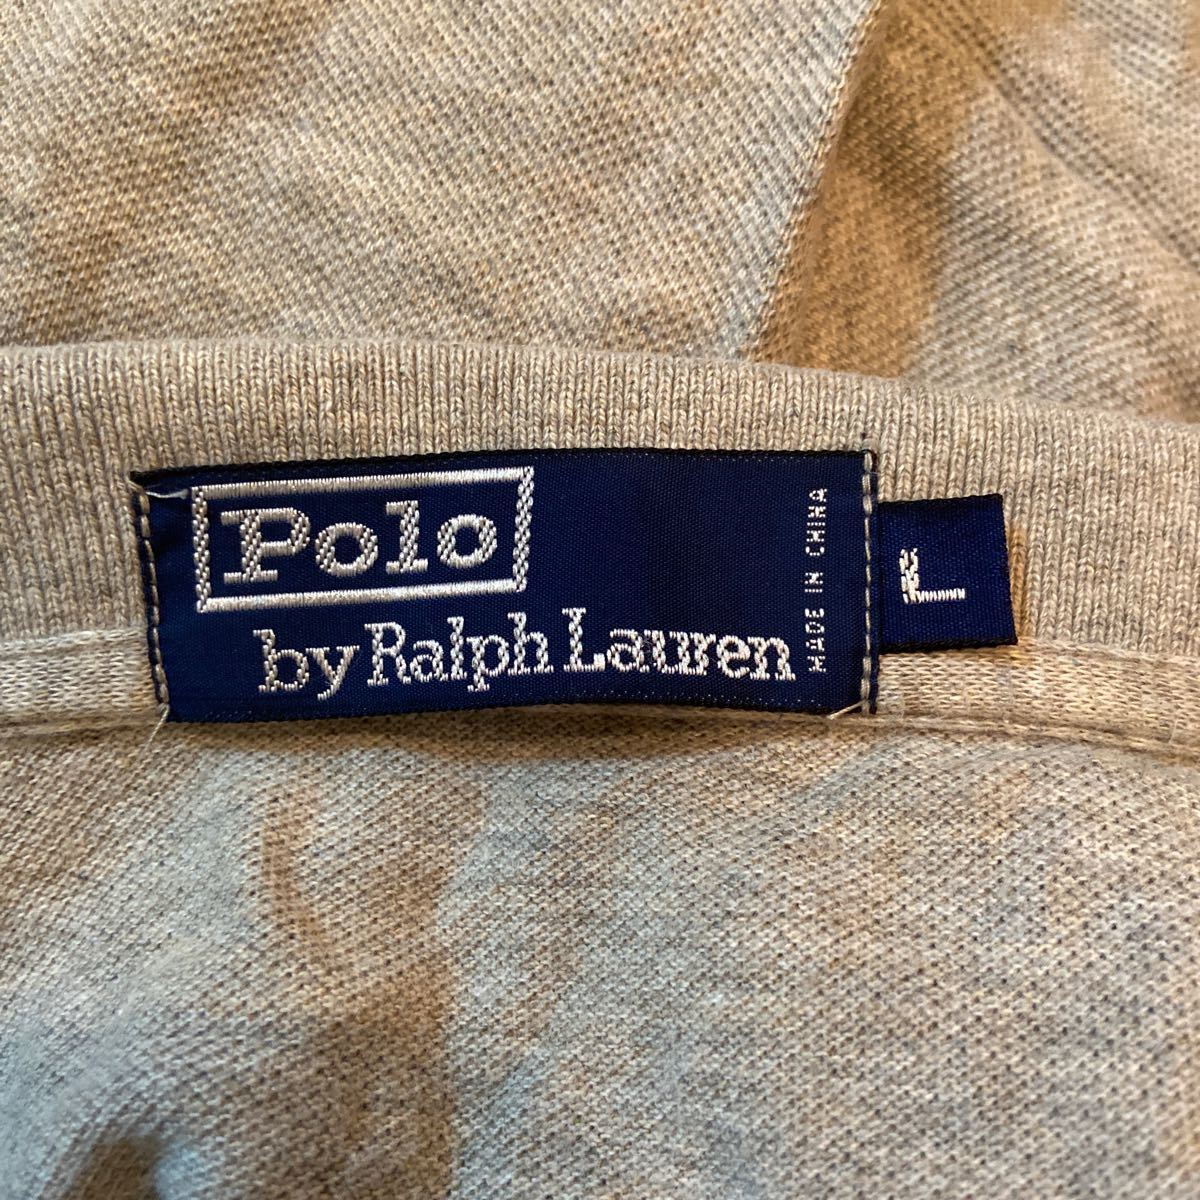 Polo
by Ralph Lauren
MADE IN CHINA
L